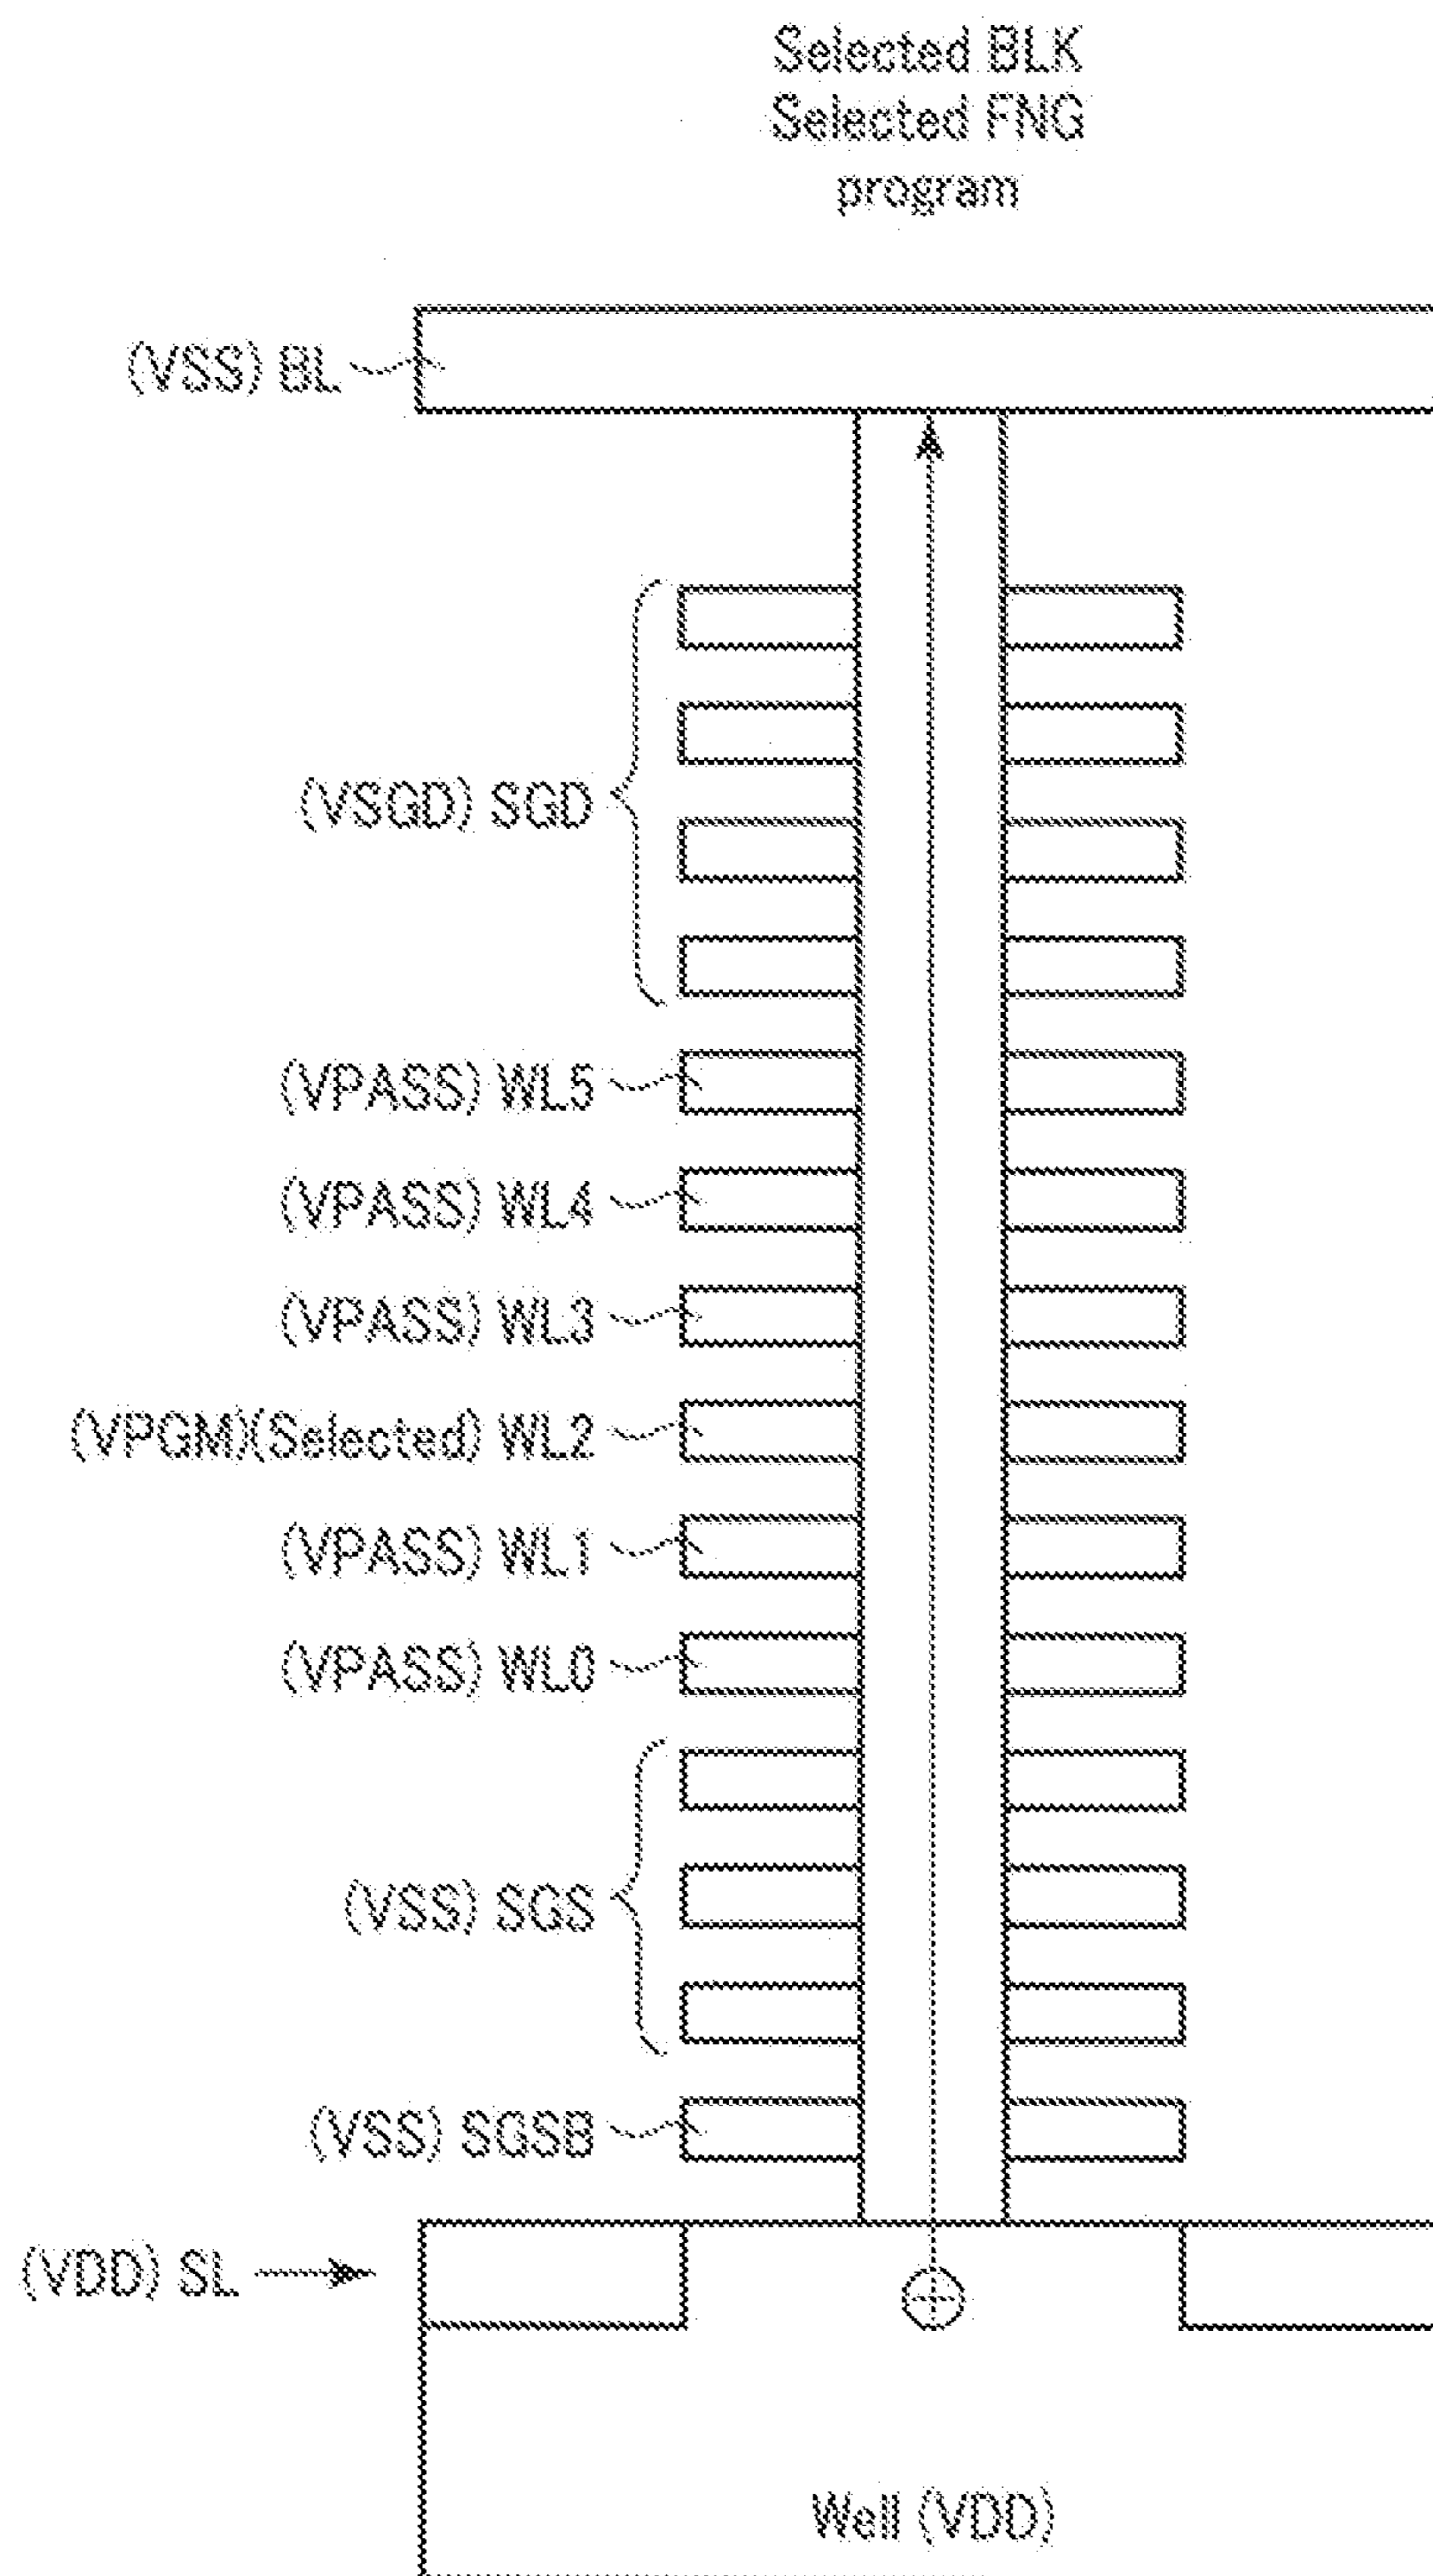 Selected BLK
Selected FNG
program
(VSS) BL
(VSGD) SGD
(VPASS) WL5
(VPASS) WL4
(VPASS) WL3
(VPGM)(Selected) WL2
(VPASS) WL1
(VPASS) WL0
(VSS) SGS
(VSS) SGSB
(VDD) SL
Well (VDD)